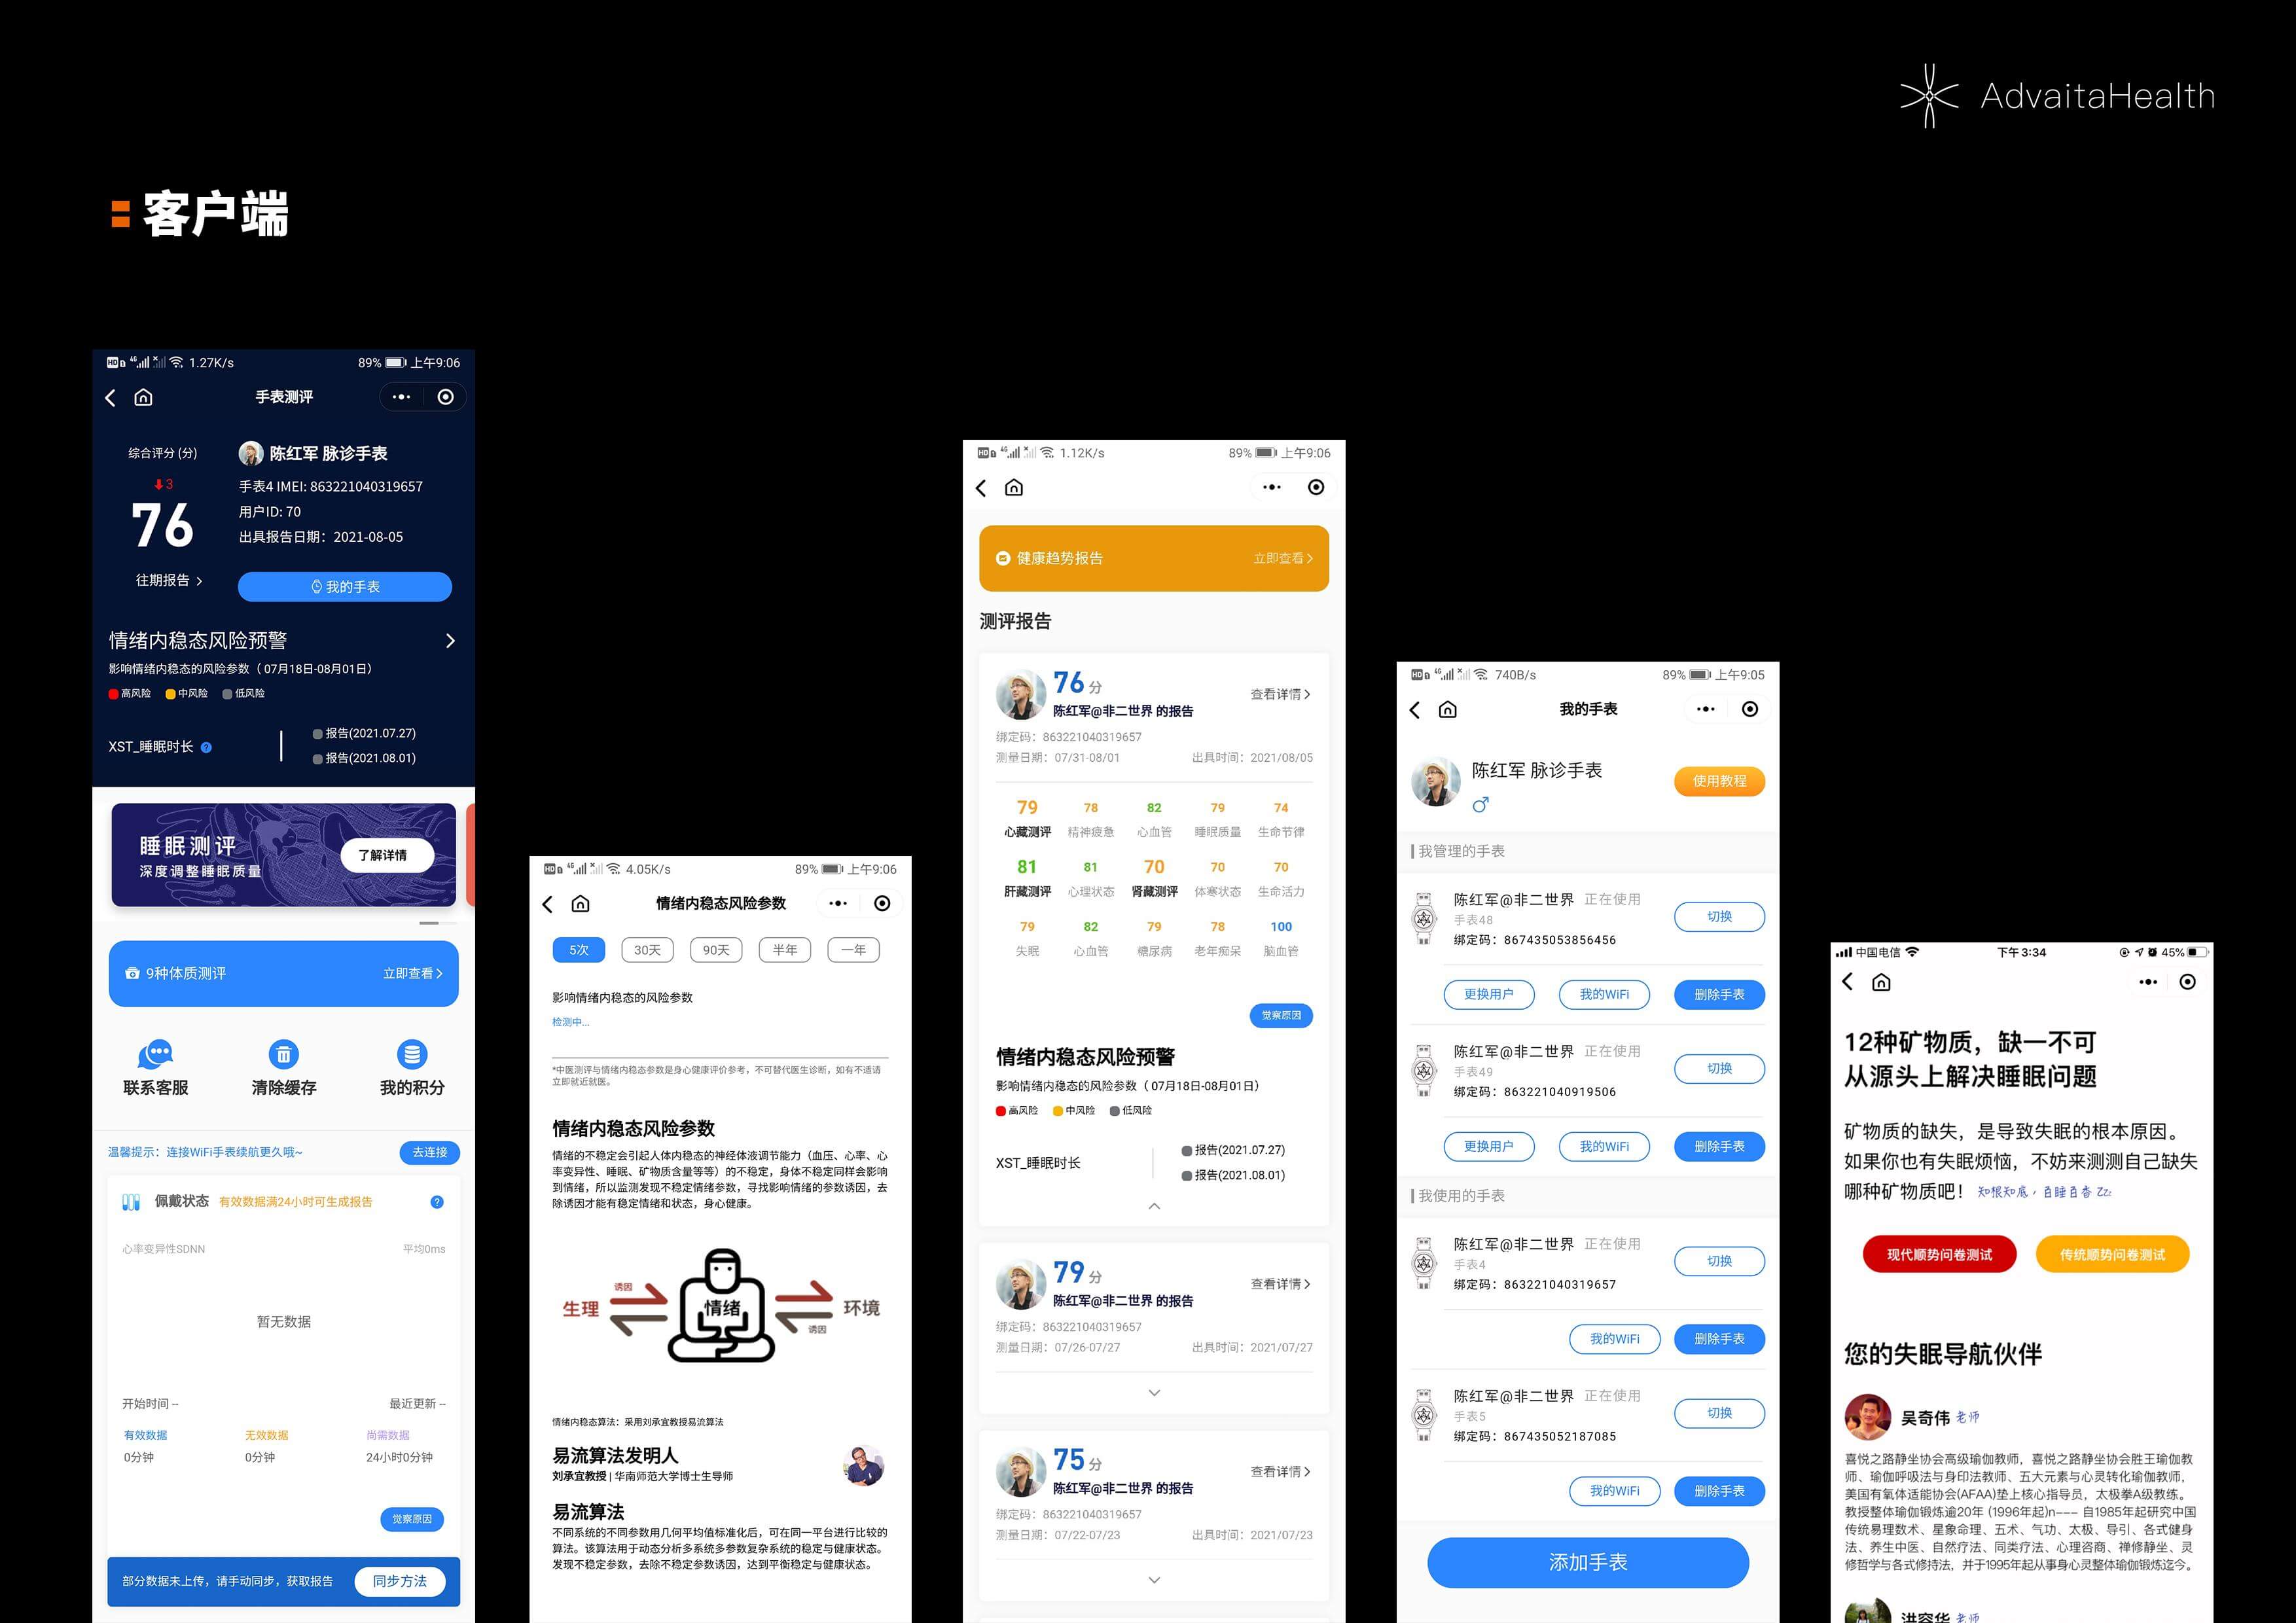 AdvaitaHealth
客户端
HD 4G 1.27K/s 89% 上午9:06
手表测评
综合评分 (分)
3
76
往期报告
陈红军 脉诊手表
手表4 IMEI: 863221040319657
用户ID: 70
出具报告日期：2021-08-05
我的手表
情绪内稳态风险预警
影响情绪内稳态的风险参数（ 07月18日-08月01日）
高风险 中风险 低风险
XST_睡眠时长 ?
报告(2021.07.27)
报告(2021.08.01)
睡眠测评
深度调整睡眠质量
了解详情
9种体质测评 立即查看
联系客服 清除缓存 我的积分
温馨提示：连接WiFi手表续航更久哦~ 去连接
佩戴状态 有效数据满24小时可生成报告 ?
心率变异性SDNN 平均0ms
暂无数据
开始时间 -- 最近更新 --
有效数据 无效数据 尚需数据
0分钟 0分钟 24小时0分钟
觉察原因
部分数据未上传，请手动同步，获取报告 同步方法
HD 4G 4.05K/s 89% 上午9:06
情绪内稳态风险参数
5次 30天 90天 半年 一年
影响情绪内稳态的风险参数
检测中...
*中医测评与情绪内稳态参数是身心健康评价参考，不可替代医生诊断，如有不适请
立即就近就医。
情绪内稳态风险参数
情绪的不稳定会引起人体内稳态的神经体液调节能力（血压、心率、心
率变异性、睡眠、矿物质含量等等）的不稳定，身体不稳定同样会影响
到情绪，所以监测发现不稳定情绪参数，寻找影响情绪的参数诱因，去
除诱因才能有稳定情绪和状态，身心健康。
生理 诱因 情绪 诱因 环境
情绪内稳态算法：采用刘承宜教授易流算法
易流算法发明人
刘承宜教授 | 华南师范大学博士生导师
易流算法
不同系统的不同参数用几何平均值标准化后，可在同一平台进行比较的
算法。该算法用于动态分析多系统多参数复杂系统的稳定与健康状态。
发现不稳定参数，去除不稳定参数诱因，达到平衡稳定与健康状态。
HD 4G 1.12K/s 89% 上午9:06
健康趋势报告 立即查看
测评报告
76 分 查看详情
陈红军@非二世界 的报告
绑定码：863221040319657
测量日期：07/31-08/01 出具时间：2021/08/05
79 78 82 79 74
心藏测评 精神疲惫 心血管 睡眠质量 生命节律
81 81 70 70 70
肝藏测评 心理状态 肾藏测评 体寒状态 生命活力
79 82 79 78 100
失眠 心血管 糖尿病 老年痴呆 脑血管
觉察原因
情绪内稳态风险预警
影响情绪内稳态的风险参数（ 07月18日-08月01日）
高风险 中风险 低风险
XST_睡眠时长
报告(2021.07.27)
报告(2021.08.01)
79 分 查看详情
陈红军@非二世界 的报告
绑定码：863221040319657
测量日期：07/26-07/27 出具时间：2021/07/27
75 分 查看详情
陈红军@非二世界 的报告
绑定码：863221040319657
测量日期：07/22-07/23 出具时间：2021/07/23
HD 4G 740B/s 89% 上午9:05
我的手表
陈红军 脉诊手表 使用教程
我管理的手表
陈红军@非二世界 正在使用
手表48
绑定码：867435053856456
切换
更换用户 我的WiFi 删除手表
陈红军@非二世界 正在使用
手表49
绑定码：863221040919506
切换
更换用户 我的WiFi 删除手表
我使用的手表
陈红军@非二世界 正在使用
手表4
绑定码：863221040319657
切换
我的WiFi 删除手表
陈红军@非二世界 正在使用
手表5
绑定码：867435052187085
切换
我的WiFi 删除手表
添加手表
中国电信 下午3:34 45%
12种矿物质，缺一不可
从源头上解决睡眠问题
矿物质的缺失，是导致失眠的根本原因。
如果你也有失眠烦恼，不妨来测测自己缺失
哪种矿物质吧！ 知根知底，百睡百香 Zzz
现代顺势问卷测试 传统顺势问卷测试
您的失眠导航伙伴
吴奇伟 老师
喜悦之路静坐协会高级瑜伽教师，喜悦之路静坐协会胜王瑜伽教
师、瑜伽呼吸法与身印法教师、五大元素与心灵转化瑜伽教师，
美国有氧体适能协会(AFAA)垫上核心指导员，太极拳A级教练。
教授整体瑜伽锻炼逾20年 (1996年起)n--- 自1985年起研究中国
传统易理数术、星象命理、五术、气功、太极、导引、各式健身
法、养生中医、自然疗法、同类疗法、心理咨商、禅修静坐、灵
修哲学与各式修持法，并于1995年起从事身心灵整体瑜伽锻炼迄今。
洪容华 老师